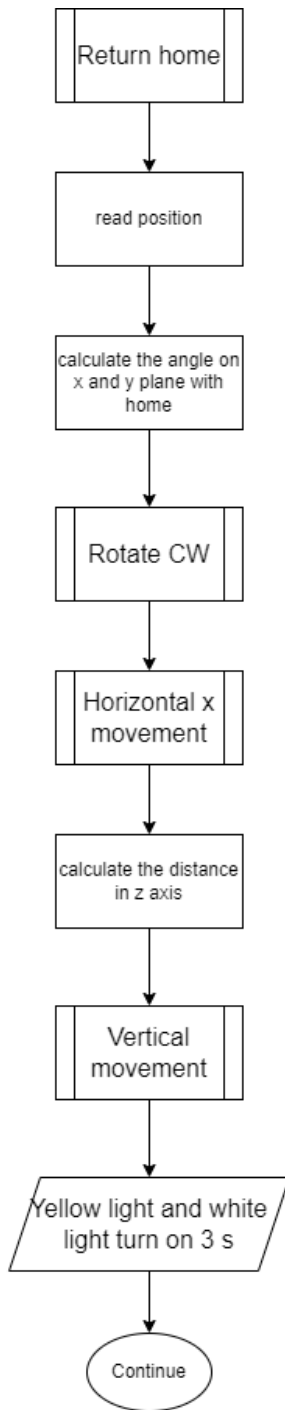 Return home
read position
calculate the angle on
x and y plane with
home
Rotate CW
Horizontal x
movement
calculate the distance
in z axis
Vertical
movement
Yellow light and white
light turn on 3 s
Continue